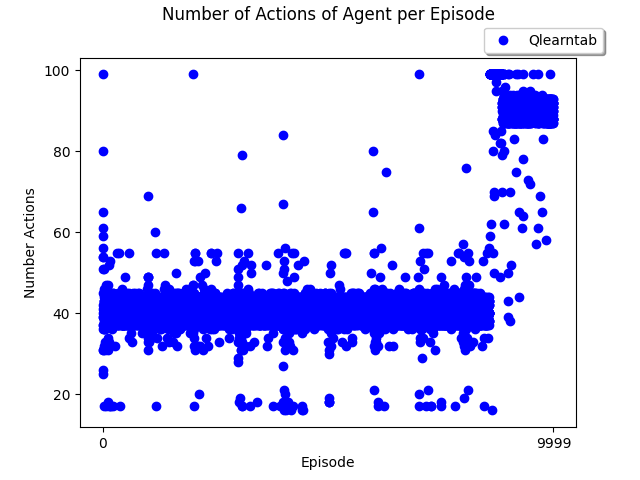 Number of Actions of Agent per Episode
Qlearntab
100
80
60
40
20
Number Actions
0 9999
Episode